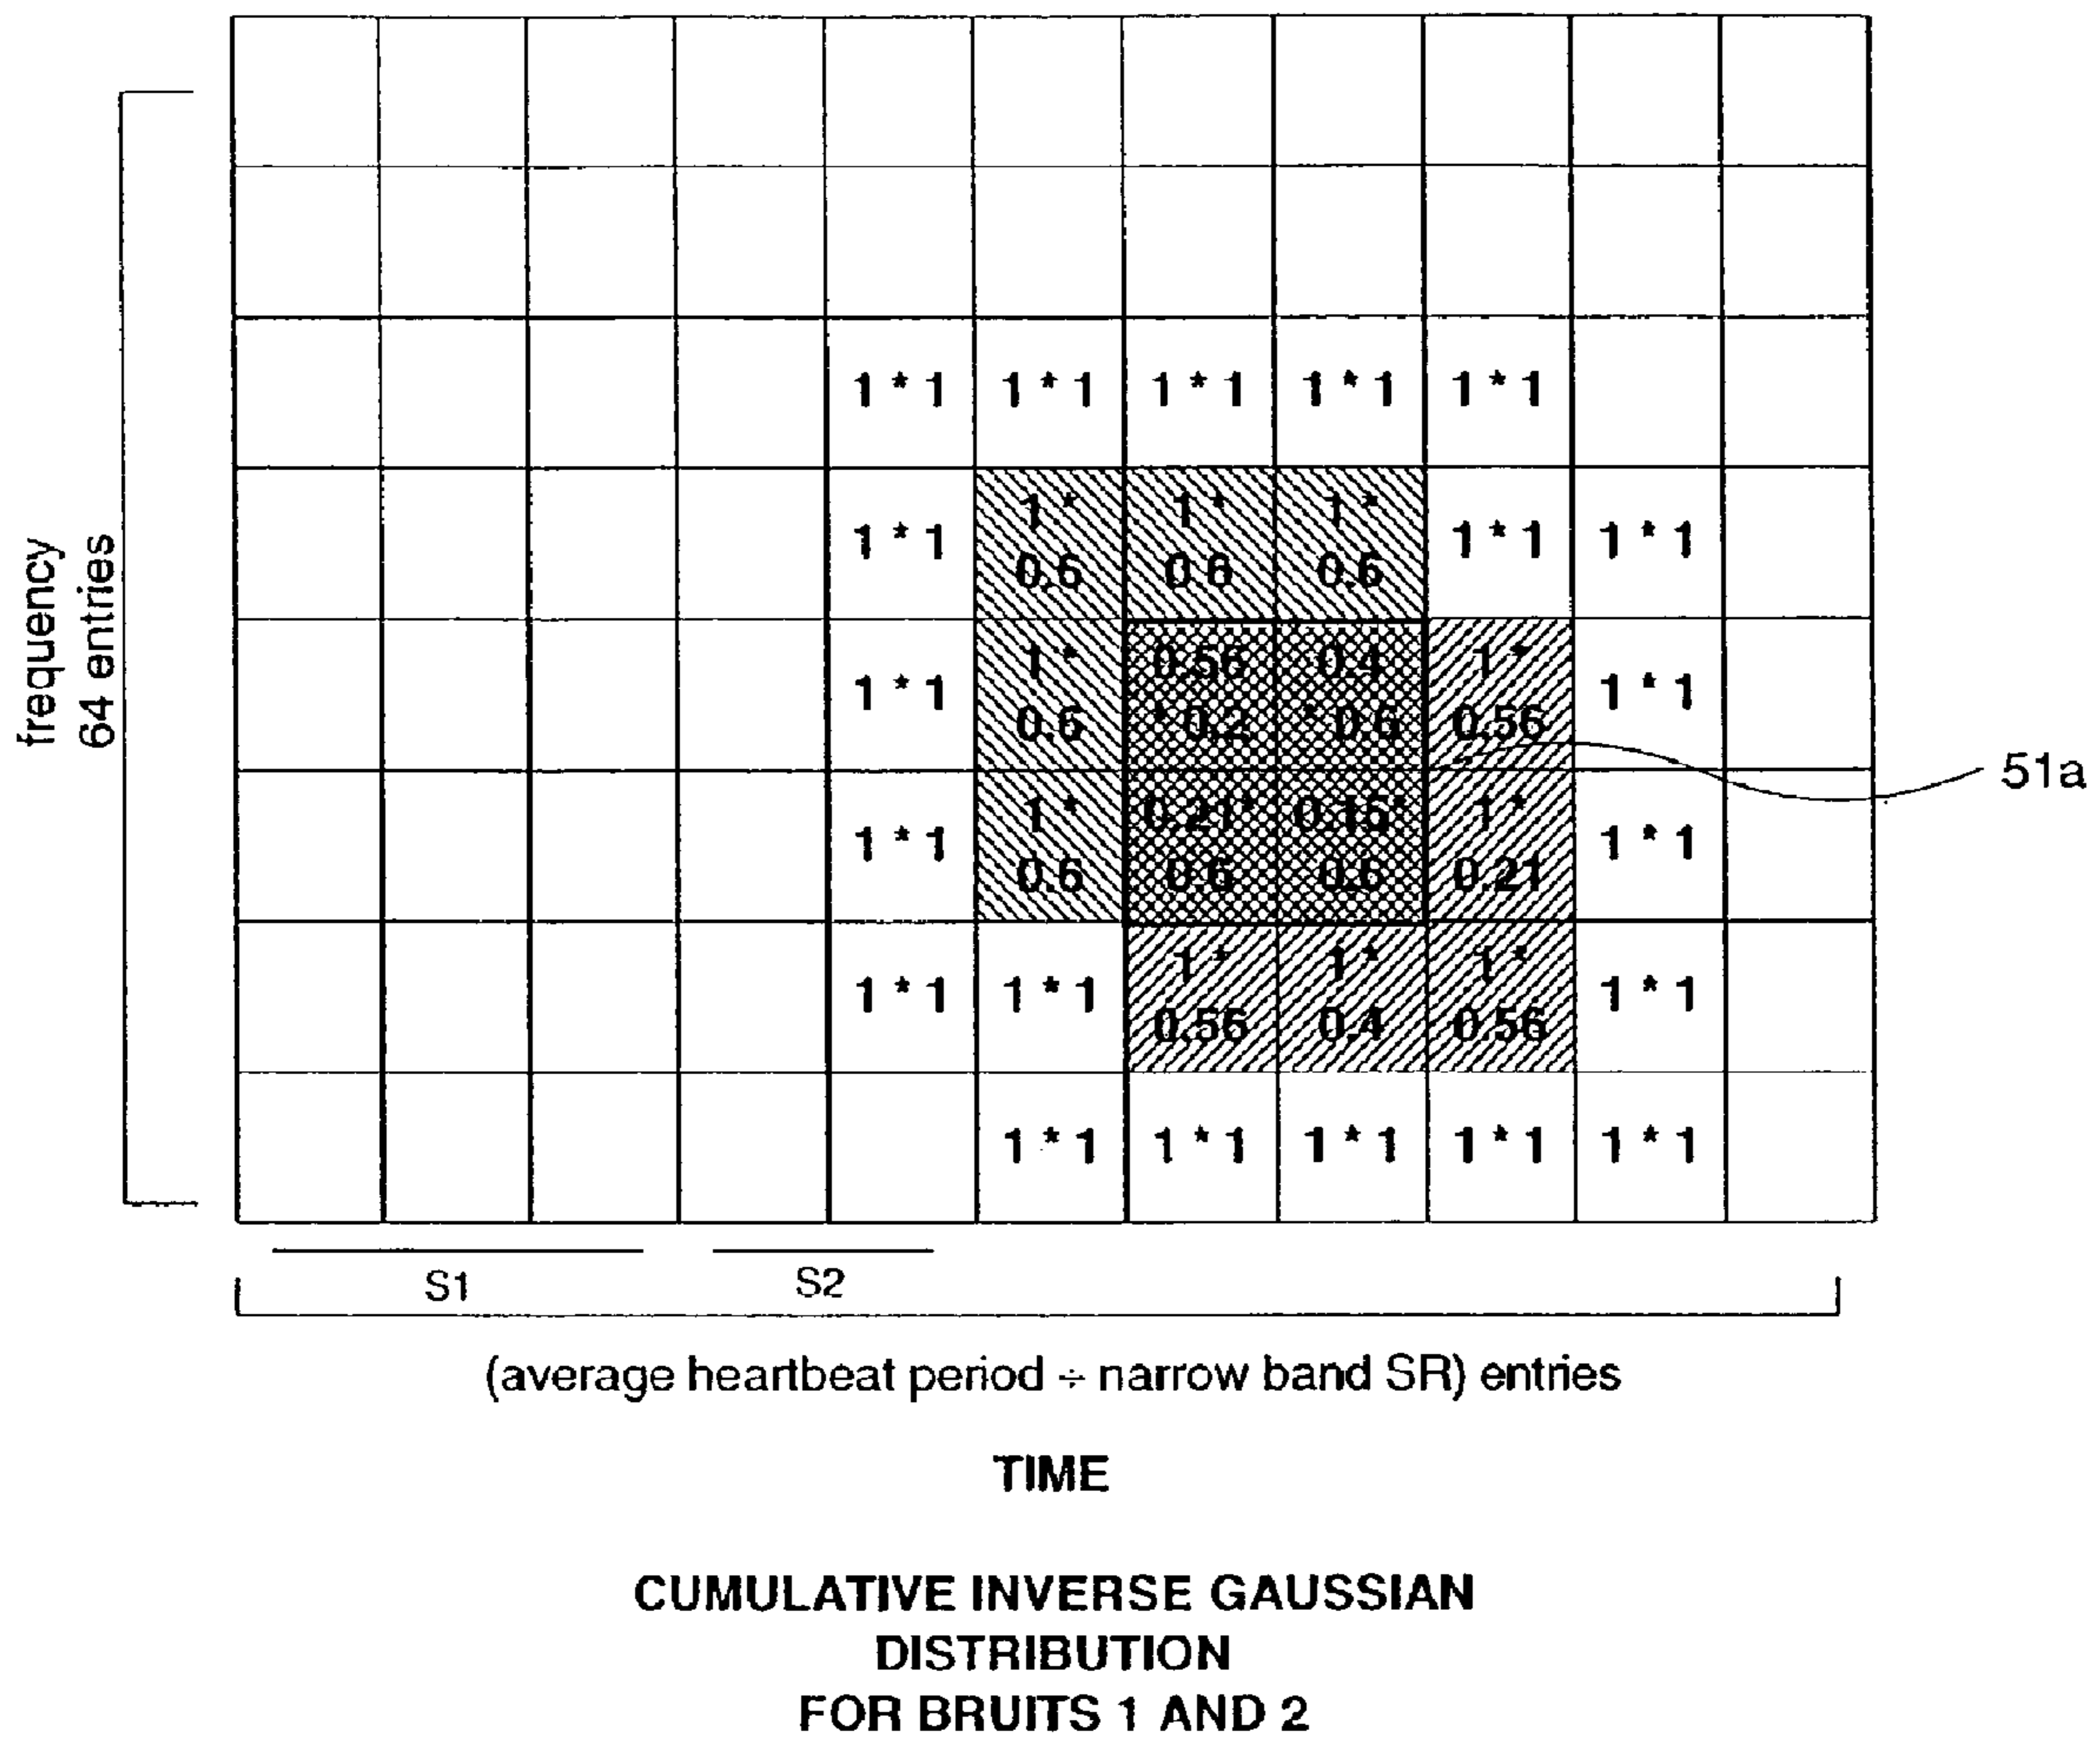 1 * 1 1 * 1 1 * 1 1 * 1 1 * 1
1 * 1 * 1 *
1 * 1 0.6 0.6 0.6 1 * 1 1 * 1
1 * 0.56 0.4 1 *
1 * 1 0.6 * 0.2 * 0.6 0.56 1 * 1
1 * 0.21* 0.15* 1 *
1 * 1 0.6 0.6 0.6 0.21 1 * 1
1 * 1 * 1 *
1 * 1 1 * 1 0.56 0.4 0.56 1 * 1
1 * 1 1 * 1 1 * 1 1 * 1 1 * 1
frequency
64 entries
51a
S1 S2
(average heartbeat period ÷ narrow band SR) entries
TIME
CUMULATIVE INVERSE GAUSSIAN
DISTRIBUTION
FOR BRUITS 1 AND 2